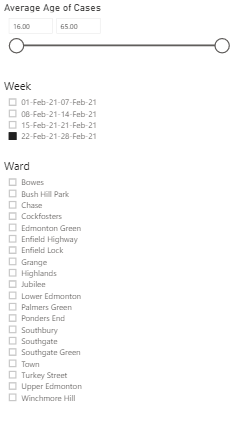 Average Age of Cases
16.00 65.00
Week
01-Feb-21-07-Feb-21
08-Feb-21-14-Feb-21
15-Feb-21-21-Feb-21
22-Feb-21-28-Feb-21
Ward
Bowes
Bush Hill Park
Chase
Cockfosters
Edmonton Green
Enfield Highway
Enfield Lock
Grange
Highlands
Jubilee
Lower Edmonton
Palmers Green
Ponders End
Southbury
Southgate
Southgate Green
Town
Turkey Street
Upper Edmonton
Winchmore Hill